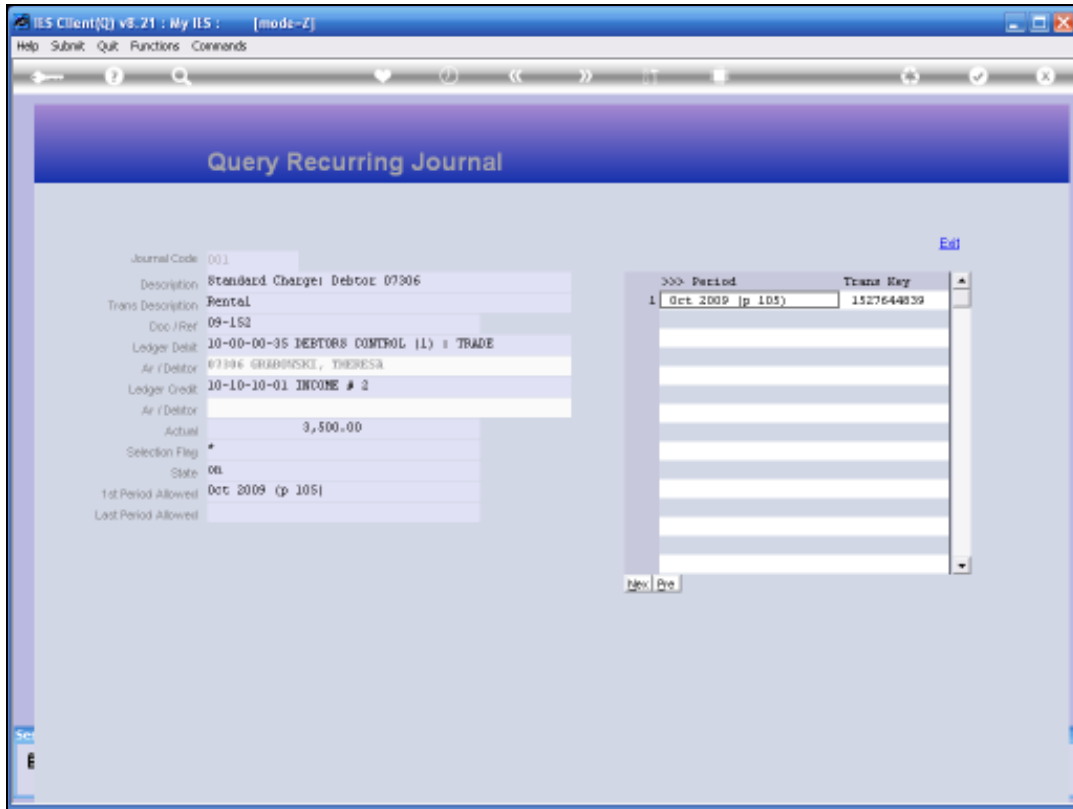 IES Client(Q) v8.21 : My IES : [mode-Z]
Help Submit Quit Functions Commands
Query Recurring Journal
Exit
Journal Code 001
Description Standard Charge: Debtor 07306
Trans Description Rental
Doc / Ref 09-152
Ledger Debit 10-00-00-35 DEBTORS CONTROL (1) : TRADE
Ar / Debtor 07306 GRABOWSKI, THERESA
Ledger Credit 10-10-10-01 INCOME # 2
Ar / Debtor
Actual 3,500.00
Selection Flag *
State on
1st Period Allowed Oct 2009 (p 105)
Last Period Allowed
>>> Period Trans Key
1 Oct 2009 (p 105) 1527644839
Nex Pre